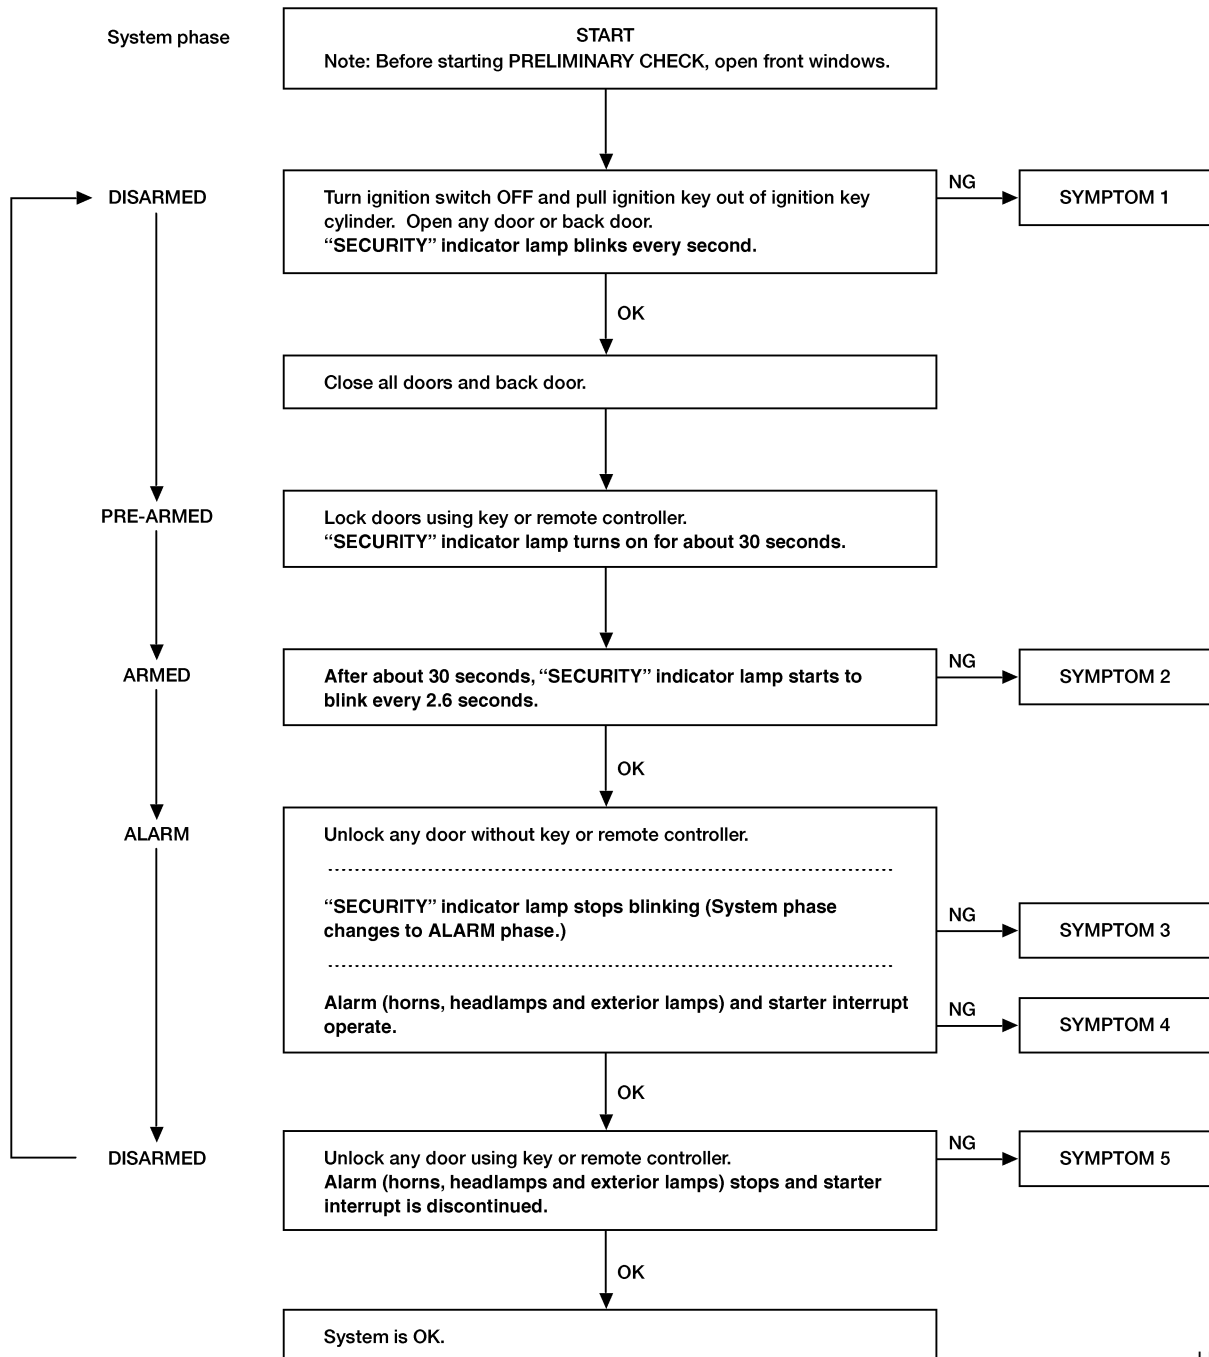 System phase
START
Note: Before starting PRELIMINARY CHECK, open front windows.
DISARMED
Turn ignition switch OFF and pull ignition key out of ignition key
cylinder.  Open any door or back door.
“SECURITY” indicator lamp blinks every second.
NG
SYMPTOM 1
OK
Close all doors and back door.
PRE-ARMED
Lock doors using key or remote controller.
“SECURITY” indicator lamp turns on for about 30 seconds.
ARMED
After about 30 seconds, “SECURITY” indicator lamp starts to
blink every 2.6 seconds.
NG
SYMPTOM 2
OK
ALARM
Unlock any door without key or remote controller.
“SECURITY” indicator lamp stops blinking (System phase
changes to ALARM phase.)
NG
SYMPTOM 3
Alarm (horns, headlamps and exterior lamps) and starter interrupt
operate.
NG
SYMPTOM 4
OK
DISARMED
Unlock any door using key or remote controller.
Alarm (horns, headlamps and exterior lamps) stops and starter
interrupt is discontinued.
NG
SYMPTOM 5
OK
System is OK.